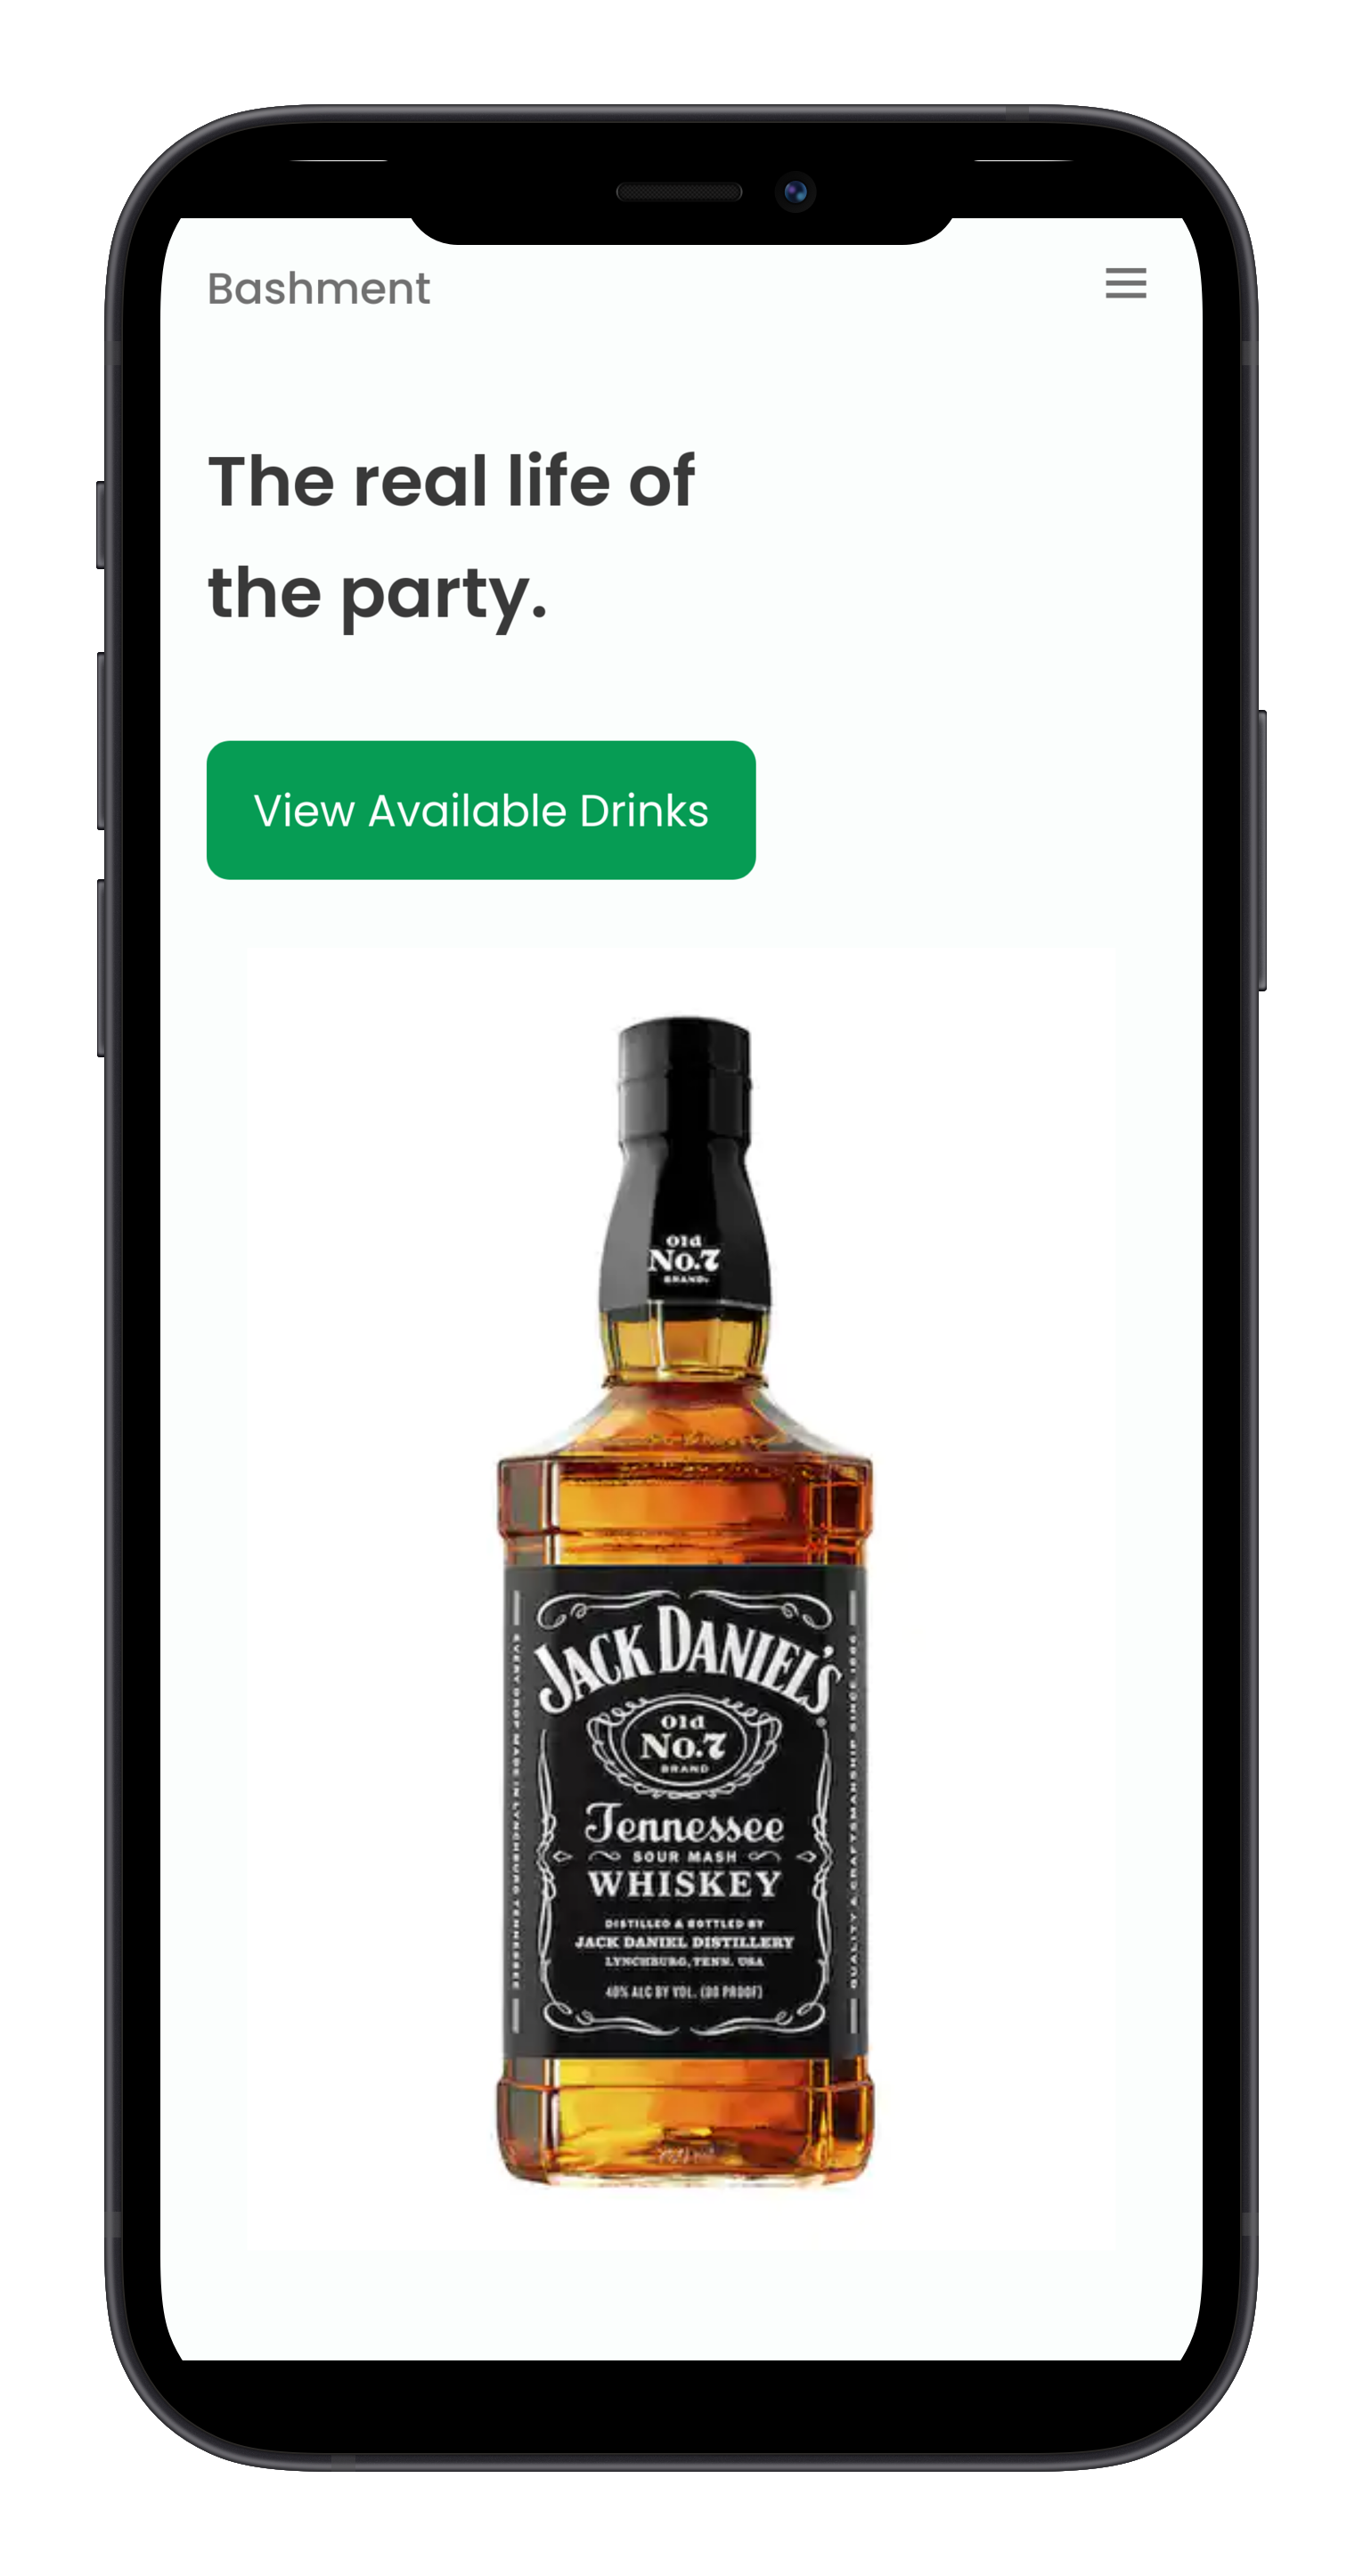 Bashment
The real life of
the party.
View Available Drinks
Old
No.7
BRAND
JACK DANIEL'S
Old
No.7
BRAND
Tennessee
SOUR MASH
WHISKEY
DISTILLED & BOTTLED BY
JACK DANIEL DISTILLERY
LYNCHBURG, TENN. USA
40% ALC BY VOL. (80 PROOF)
EVERY DROP MADE IN LYNCHBURG TENNESSEE
QUALITY & CRAFTSMANSHIP SINCE 1866